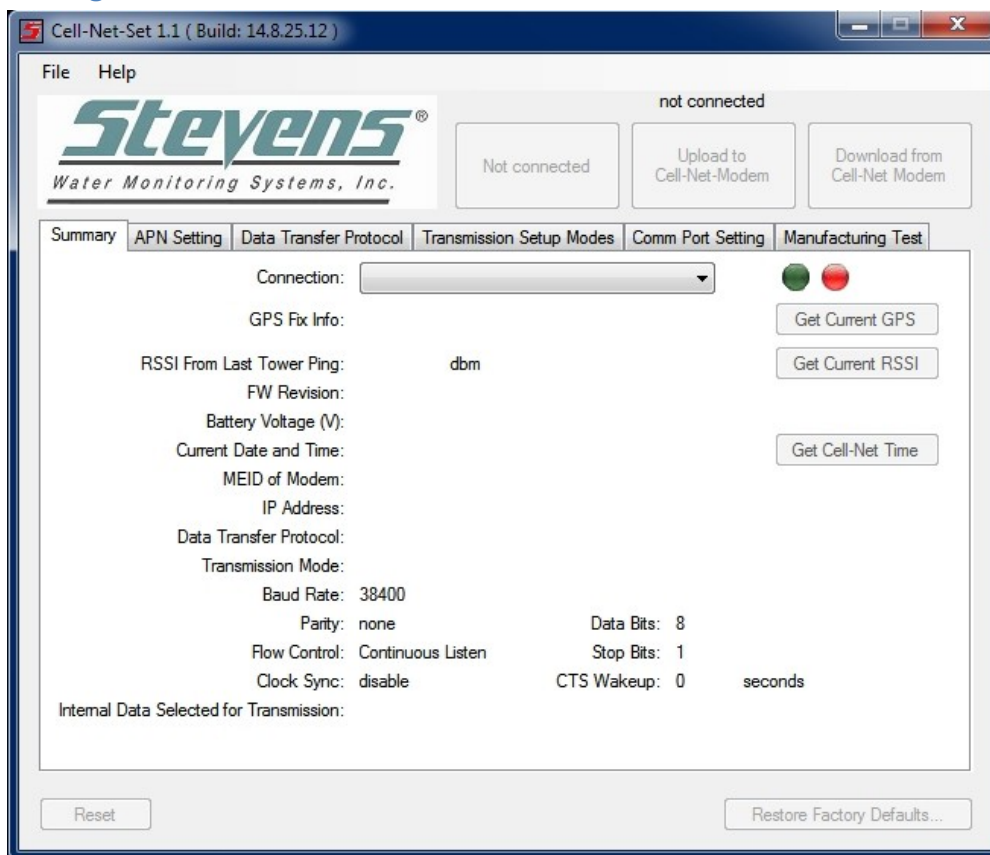 Cell-Net-Set 1.1 ( Build: 14.8.25.12 )
File Help
Stevens®
Water Monitoring Systems, Inc.
not connected
Not connected
Upload to
Cell-Net-Modem
Download from
Cell-Net Modem
Summary APN Setting Data Transfer Protocol Transmission Setup Modes Comm Port Setting Manufacturing Test
Connection:
GPS Fix Info: Get Current GPS
RSSI From Last Tower Ping: dbm Get Current RSSI
FW Revision:
Battery Voltage (V):
Current Date and Time: Get Cell-Net Time
MEID of Modem:
IP Address:
Data Transfer Protocol:
Transmission Mode:
Baud Rate: 38400
Parity: none Data Bits: 8
Flow Control: Continuous Listen Stop Bits: 1
Clock Sync: disable CTS Wakeup: 0 seconds
Internal Data Selected for Transmission:
Reset Restore Factory Defaults...